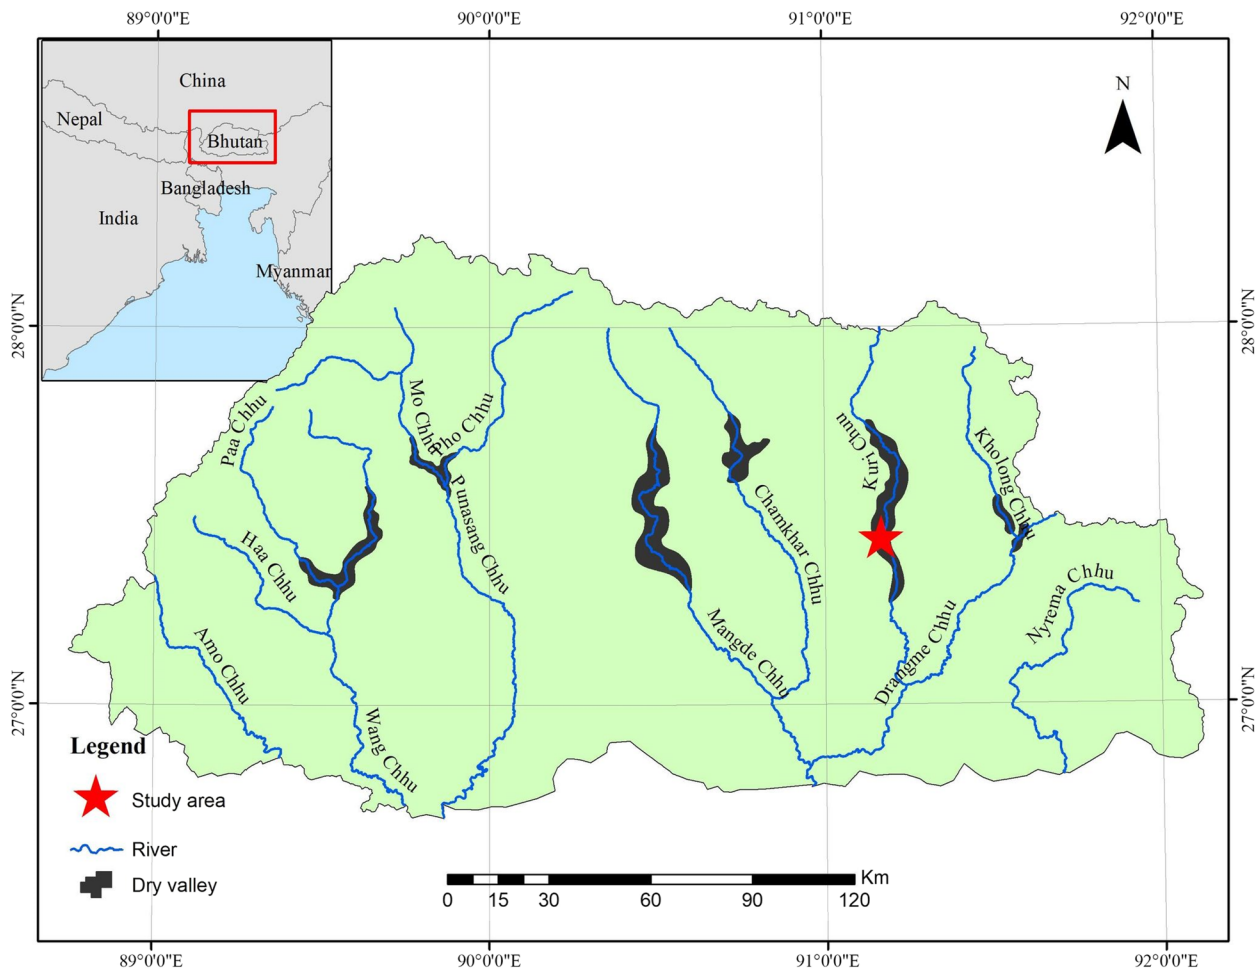 89°0'0"E
90°0'0"E
91°0'0"E
92°0'0"E
N
China
Nepal
Bhutan
Bangladesh
India
Myanmar
28°0'0"N
28°0'0"N
Paa Chhu
Mo Chhu
Pho Chhu
Punasang Chhu
Haa Chhu
Amo Chhu
Wang Chhu
Chamkhar Chhu
Mangde Chhu
Kuri Chhu
Kholong Chhu
Drangme Chhu
Nyrema Chhu
27°0'0"N
27°0'0"N
Legend
Study area
River
Dry valley
Km
0 15 30 60 90 120
89°0'0"E
90°0'0"E
91°0'0"E
92°0'0"E